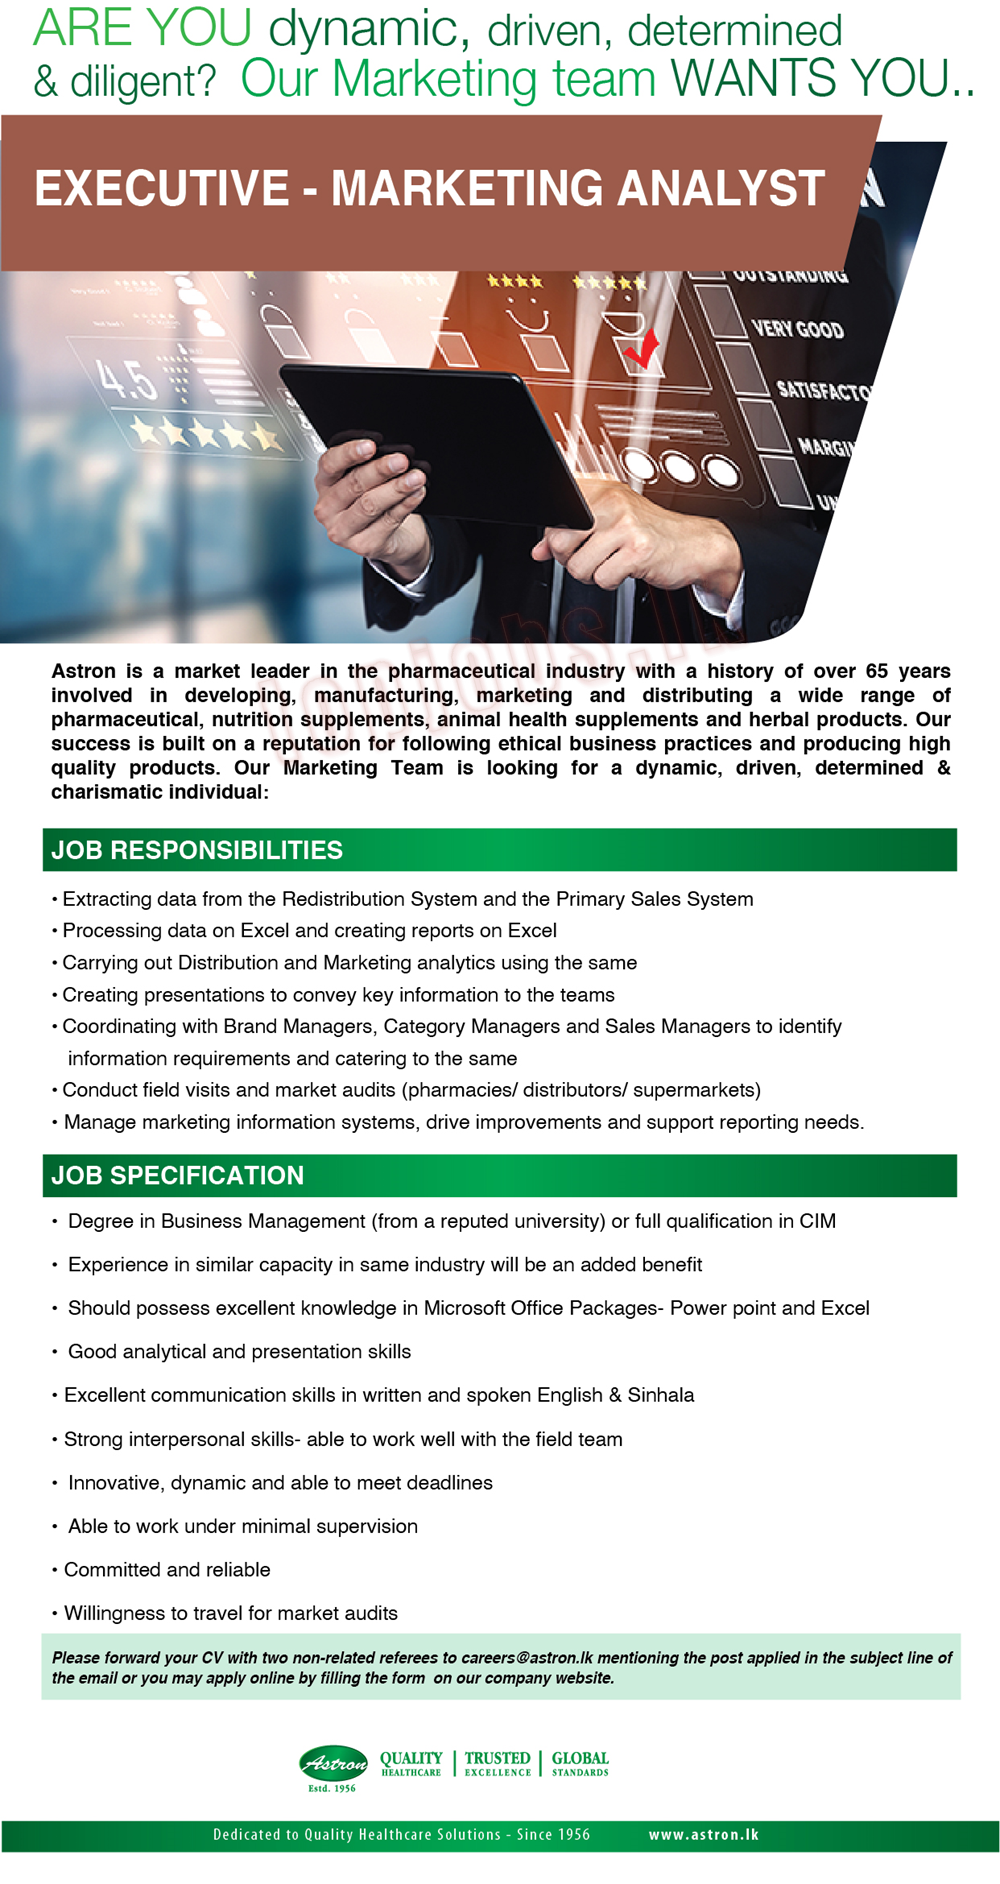 ARE YOU dynamic, driven, determined
& diligent? Our Marketing team WANTS YOU..
EXECUTIVE - MARKETING ANALYST
N
OUTSTANDING
VERY GOOD
SATISFACTO
MARGIN
UN
4.5
Astron is a market leader in the pharmaceutical industry with a history of over 65 years
involved in developing, manufacturing, marketing and distributing a wide range of
pharmaceutical, nutrition supplements, animal health supplements and herbal products. Our
success is built on a reputation for following ethical business practices and producing high
quality products. Our Marketing Team is looking for a dynamic, driven, determined &
charismatic individual:
JOB RESPONSIBILITIES
• Extracting data from the Redistribution System and the Primary Sales System
• Processing data on Excel and creating reports on Excel
• Carrying out Distribution and Marketing analytics using the same
• Creating presentations to convey key information to the teams
• Coordinating with Brand Managers, Category Managers and Sales Managers to identify
information requirements and catering to the same
• Conduct field visits and market audits (pharmacies/ distributors/ supermarkets)
• Manage marketing information systems, drive improvements and support reporting needs.
JOB SPECIFICATION
• Degree in Business Management (from a reputed university) or full qualification in CIM
• Experience in similar capacity in same industry will be an added benefit
• Should possess excellent knowledge in Microsoft Office Packages- Power point and Excel
• Good analytical and presentation skills
• Excellent communication skills in written and spoken English & Sinhala
• Strong interpersonal skills- able to work well with the field team
• Innovative, dynamic and able to meet deadlines
• Able to work under minimal supervision
• Committed and reliable
• Willingness to travel for market audits
Please forward your CV with two non-related referees to careers@astron.lk mentioning the post applied in the subject line of
the email or you may apply online by filling the form on our company website.
Astron
Estd. 1956
QUALITY HEALTHCARE | TRUSTED EXCELLENCE | GLOBAL STANDARDS
Dedicated to Quality Healthcare Solutions - Since 1956 www.astron.lk